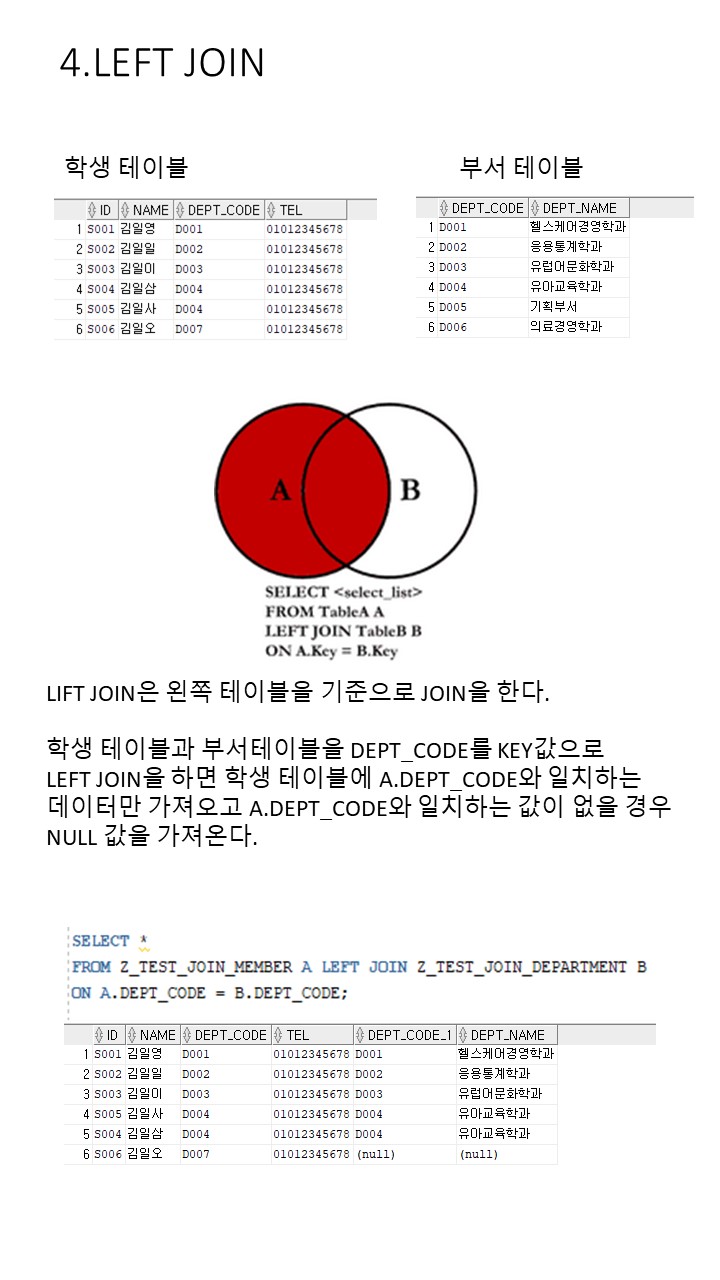 4.LEFT JOIN
학생 테이블
부서 테이블
ID NAME DEPT_CODE TEL
1 S001 김일영 D001 01012345678
2 S002 김일일 D002 01012345678
3 S003 김일이 D003 01012345678
4 S004 김일삼 D004 01012345678
5 S005 김일사 D004 01012345678
6 S006 김일오 D007 01012345678
DEPT_CODE DEPT_NAME
1 D001 헬스케어경영학과
2 D002 응용통계학과
3 D003 유럽어문화학과
4 D004 유아교육학과
5 D005 기획부서
6 D006 의료경영학과
A B
SELECT <select_list>
FROM TableA A
LEFT JOIN TableB B
ON A.Key = B.Key
LIFT JOIN은 왼쪽 테이블을 기준으로 JOIN을 한다.
학생 테이블과 부서테이블을 DEPT_CODE를 KEY값으로
LEFT JOIN을 하면 학생 테이블에 A.DEPT_CODE와 일치하는
데이터만 가져오고 A.DEPT_CODE와 일치하는 값이 없을 경우
NULL 값을 가져온다.
SELECT *
FROM Z_TEST_JOIN_MEMBER A LEFT JOIN Z_TEST_JOIN_DEPARTMENT B
ON A.DEPT_CODE = B.DEPT_CODE;
ID NAME DEPT_CODE TEL DEPT_CODE_1 DEPT_NAME
1 S001 김일영 D001 01012345678 D001 헬스케어경영학과
2 S002 김일일 D002 01012345678 D002 응용통계학과
3 S003 김일이 D003 01012345678 D003 유럽어문화학과
4 S005 김일사 D004 01012345678 D004 유아교육학과
5 S004 김일삼 D004 01012345678 D004 유아교육학과
6 S006 김일오 D007 01012345678 (null) (null)